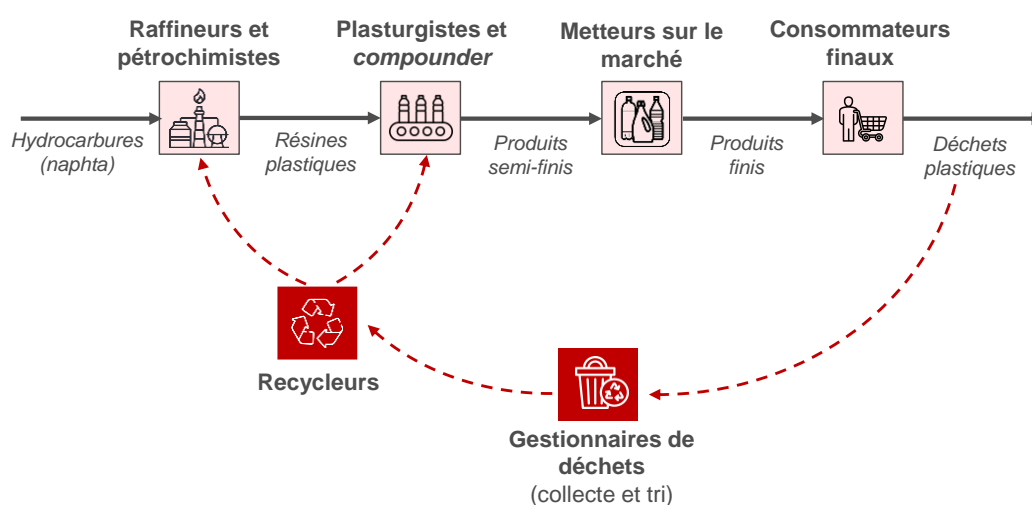 Raffineurs et
pétrochimistes
Plasturgistes et
compounder
Metteurs sur le
marché
Consommateurs
finaux
Hydrocarbures
(naphta)
Résines
plastiques
Produits
semi-finis
Produits
finis
Déchets
plastiques
Recycleurs
Gestionnaires de
déchets
(collecte et tri)